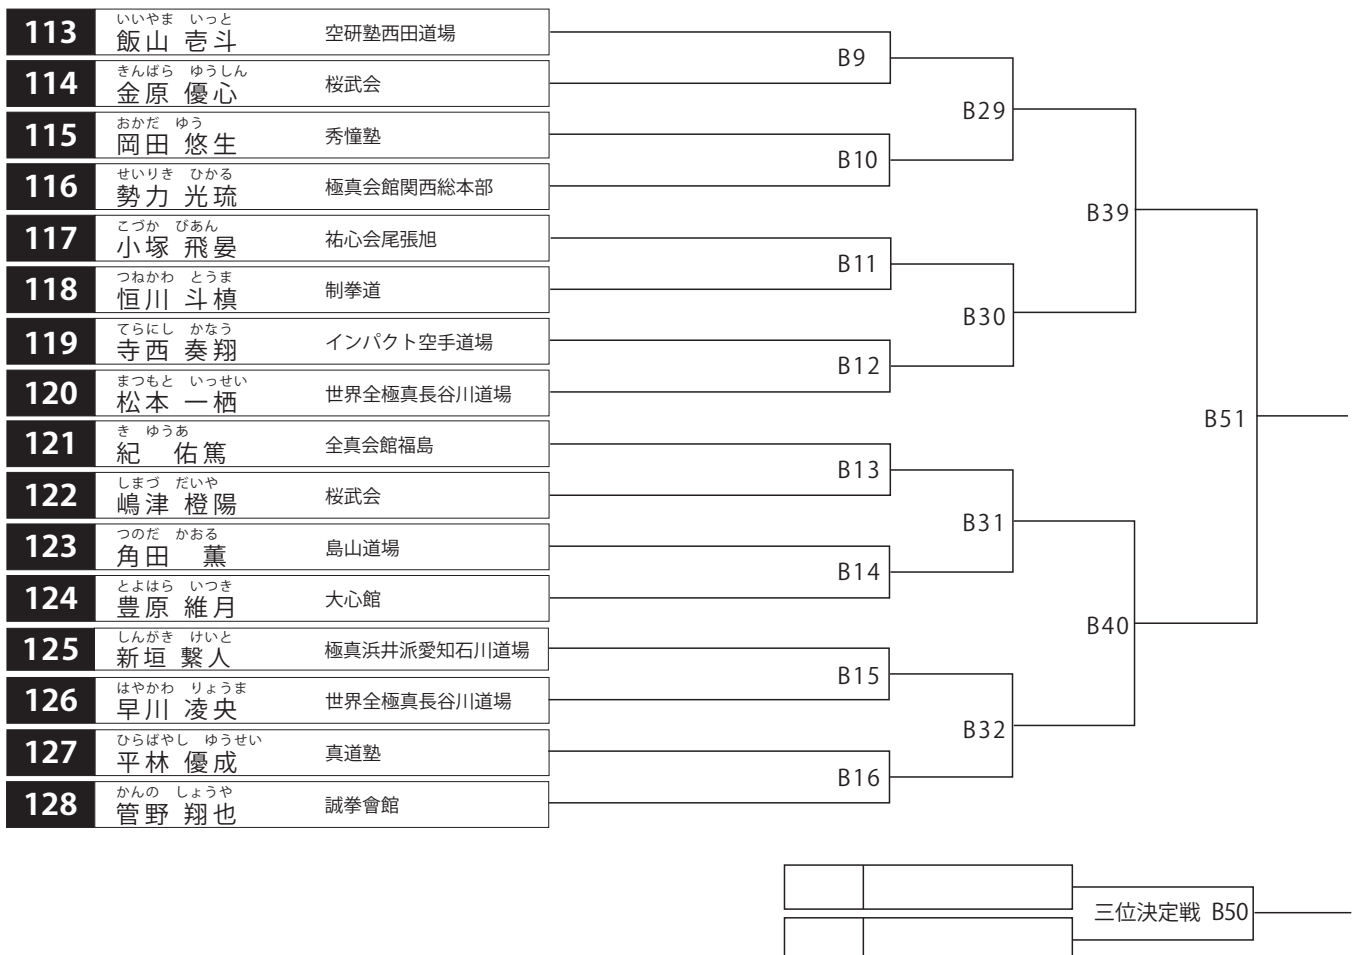 いいやま いっと
113 飯山 壱斗 空研塾西田道場
きんばら ゆうしん
114 金原 優心 桜武会
おかだ ゆう
115 岡田 悠生 秀憧塾
せいりき ひかる
116 勢力 光琉 極真会館関西総本部
こづか びあん
117 小塚 飛晏 祐心会尾張旭
つねかわ とうま
118 恒川 斗槙 制拳道
てらにし かなう
119 寺西 奏翔 インパクト空手道場
まつもと いっせい
120 松本 一栖 世界全極真長谷川道場
き ゆうあ
121 紀 佑篤 全真会館福島
しまづ だいや
122 嶋津 橙陽 桜武会
つのだ かおる
123 角田 薫 島山道場
とよはら いつき
124 豊原 維月 大心館
しんがき けいと
125 新垣 繋人 極真浜井派愛知石川道場
はやかわ りょうま
126 早川 凌央 世界全極真長谷川道場
ひらばやし ゆうせい
127 平林 優成 真道塾
かんの しょうや
128 管野 翔也 誠拳會館
B9
B10
B11
B12
B13
B14
B15
B16
B29
B30
B31
B32
B39
B40
B51
三位決定戦 B50